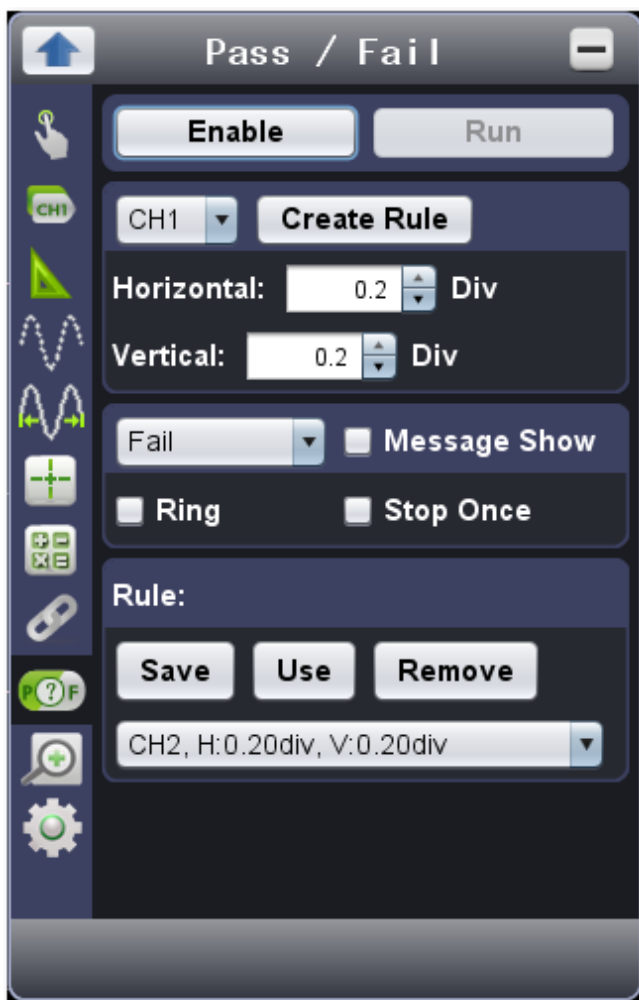 Pass / Fail
Enable Run
CH1 CH1 Create Rule
Horizontal: 0.2 Div
Vertical: 0.2 Div
Fail Message Show
Ring Stop Once
Rule:
Save Use Remove
P?F
CH2, H:0.20div, V:0.20div